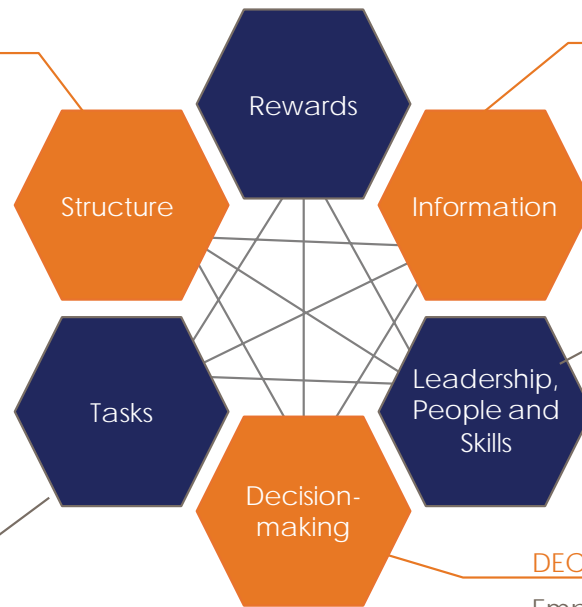 Rewards
Structure
Information
Tasks
Leadership,
People and
Skills
Decision-
making
DEC